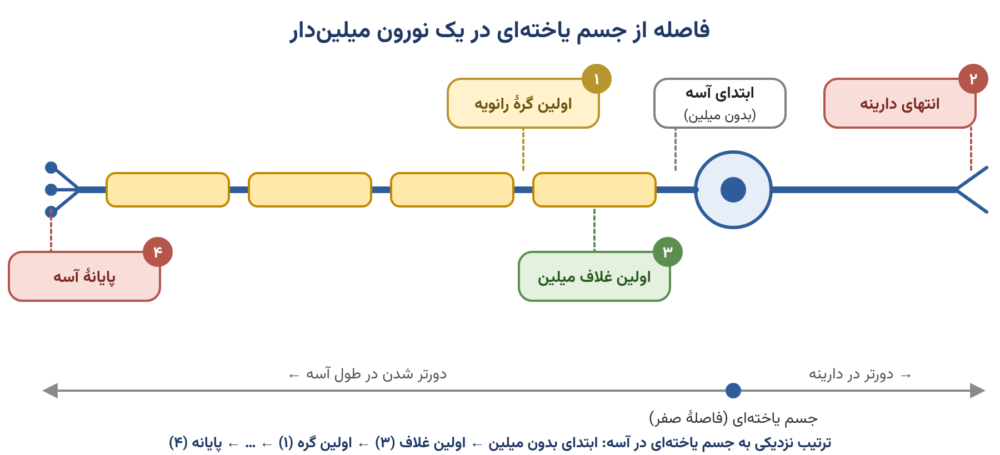 فاصله از جسم یاخته‌ای در یک نورون میلین‌دار
۲
انتهای دارینه
ابتدای آسه
(بدون میلین)
۱
اولین گرهٔ رانویه
۳
اولین غلاف میلین
۴
پایانهٔ آسه
دورتر در دارینه →
دورتر شدن در طول آسه ←
جسم یاخته‌ای (فاصلهٔ صفر)
ترتیب نزدیکی به جسم یاخته‌ای در آسه: ابتدای بدون میلین ← اولین غلاف (۳) ← اولین گره (۱) ← ... ← پایانه (۴)